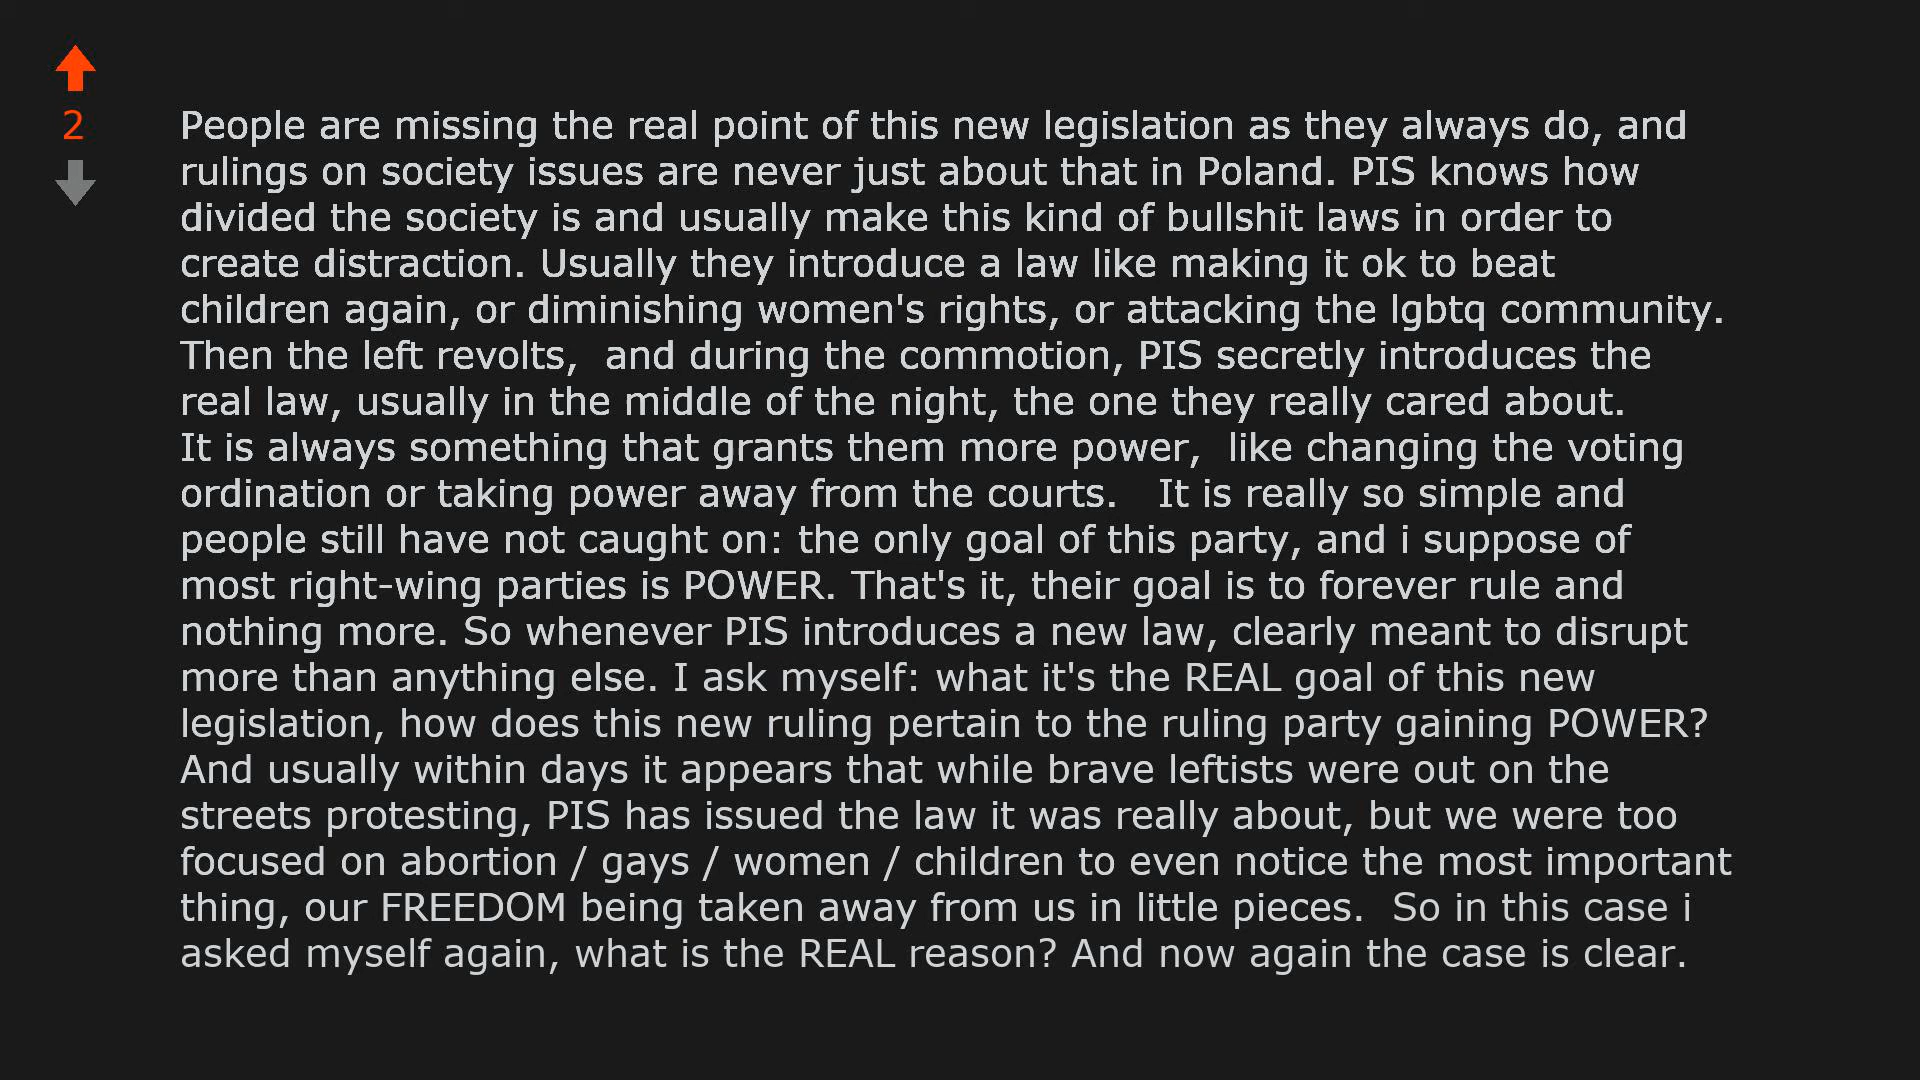 2
People are missing the real point of this new legislation as they always do, and
rulings on society issues are never just about that in Poland. PIS knows how
divided the society is and usually make this kind of bullshit laws in order to
create distraction. Usually they introduce a law like making it ok to beat
children again, or diminishing women's rights, or attacking the lgbtq community.
Then the left revolts,  and during the commotion, PIS secretly introduces the
real law, usually in the middle of the night, the one they really cared about.
It is always something that grants them more power,  like changing the voting
ordination or taking power away from the courts.   It is really so simple and
people still have not caught on: the only goal of this party, and i suppose of
most right-wing parties is POWER. That's it, their goal is to forever rule and
nothing more. So whenever PIS introduces a new law, clearly meant to disrupt
more than anything else. I ask myself: what it's the REAL goal of this new
legislation, how does this new ruling pertain to the ruling party gaining POWER?
And usually within days it appears that while brave leftists were out on the
streets protesting, PIS has issued the law it was really about, but we were too
focused on abortion / gays / women / children to even notice the most important
thing, our FREEDOM being taken away from us in little pieces.  So in this case i
asked myself again, what is the REAL reason? And now again the case is clear.